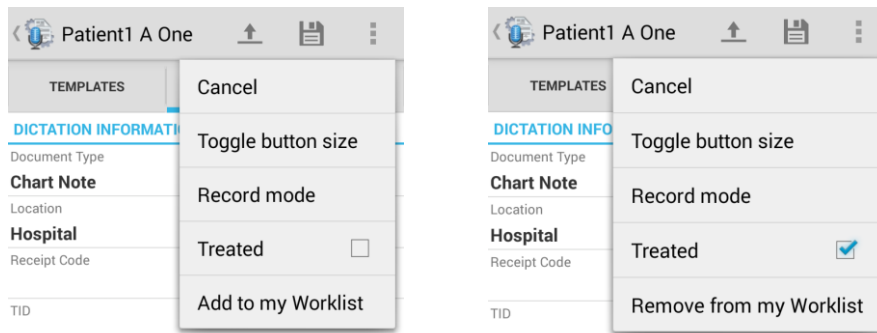 Patient1 A One
TEMPLATES
Cancel
DICTATION INFORMATI
Toggle button size
Document Type
Chart Note
Record mode
Location
Hospital
Treated
Receipt Code
Add to my Worklist
TID
Patient1 A One
TEMPLATES
Cancel
DICTATION INFO
Toggle button size
Document Type
Chart Note
Record mode
Location
Hospital
Treated
Receipt Code
Remove from my Worklist
TID